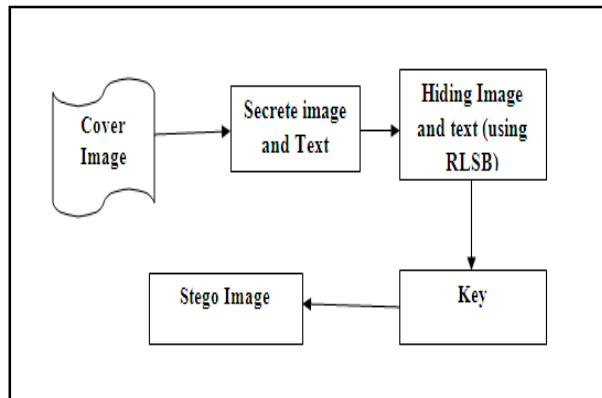 Cover
Image
Secrete image
and Text
Hiding Image
and text (using
RLSB)
Key
Stego Image